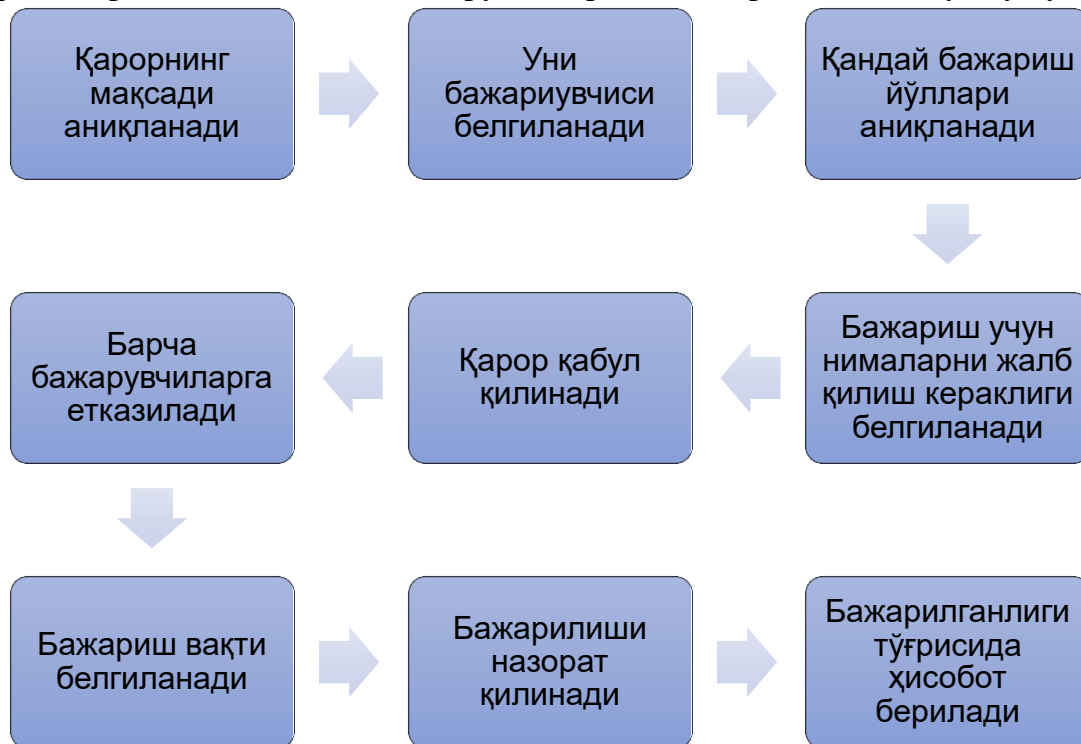 Қарорнинг
мақсади
аниқланади
Уни
бажариувчиси
белгиланади
Қандай бажариш
йўллари
аниқланади
Бажариш учун
нималарни жалб
қилиш кераклиги
белгиланади
Қарор қабул
қилинади
Барча
бажарувчиларга
етказилади
Бажариш вақти
белгиланади
Бажарилиши
назорат
қилинади
Бажарилганлиги
тўғрисида
ҳисобот
берилади